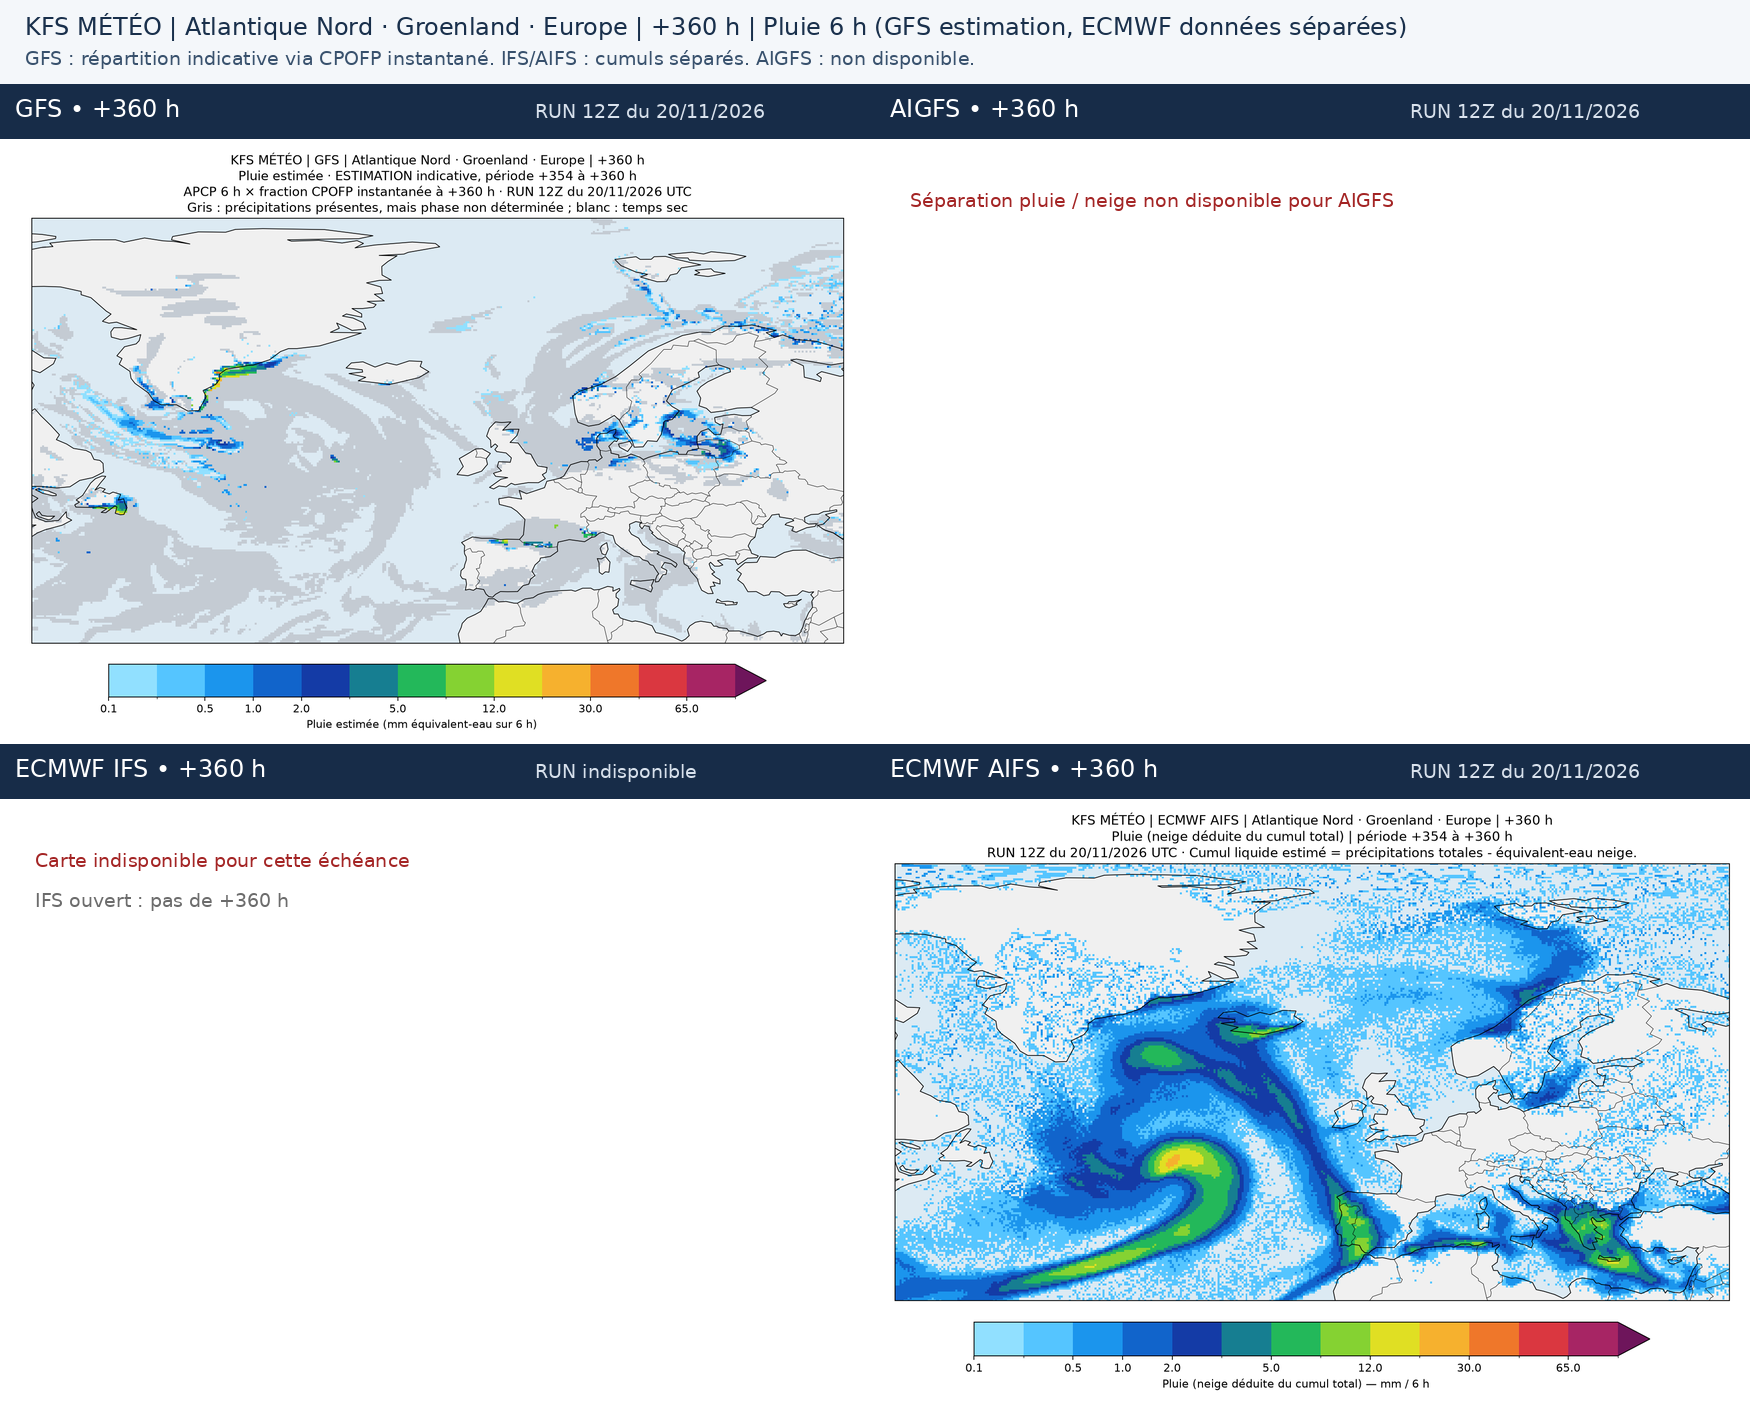 KFS MÉTÉO | Atlantique Nord · Groenland · Europe | +360 h | Pluie 6 h (GFS estimation, ECMWF données séparées)
GFS : répartition indicative via CPOFP instantané. IFS/AIFS : cumuls séparés. AIGFS : non disponible.
GFS • +360 h
RUN 12Z du 20/11/2026
AIGFS • +360 h
RUN 12Z du 20/11/2026
KFS MÉTÉO | GFS | Atlantique Nord · Groenland · Europe | +360 h
Pluie estimée · ESTIMATION indicative, période +354 à +360 h
APCP 6 h × fraction CPOFP instantanée à +360 h · RUN 12Z du 20/11/2026 UTC
Gris : précipitations présentes, mais phase non déterminée ; blanc : temps sec
Séparation pluie / neige non disponible pour AIGFS
0.1 0.5 1.0 2.0 5.0 12.0 30.0 65.0
Pluie estimée (mm équivalent-eau sur 6 h)
ECMWF IFS • +360 h
RUN indisponible
ECMWF AIFS • +360 h
RUN 12Z du 20/11/2026
Carte indisponible pour cette échéance
IFS ouvert : pas de +360 h
KFS MÉTÉO | ECMWF AIFS | Atlantique Nord · Groenland · Europe | +360 h
Pluie (neige déduite du cumul total) | période +354 à +360 h
RUN 12Z du 20/11/2026 UTC · Cumul liquide estimé = précipitations totales - équivalent-eau neige.
0.1 0.5 1.0 2.0 5.0 12.0 30.0 65.0
Pluie (neige déduite du cumul total) — mm / 6 h